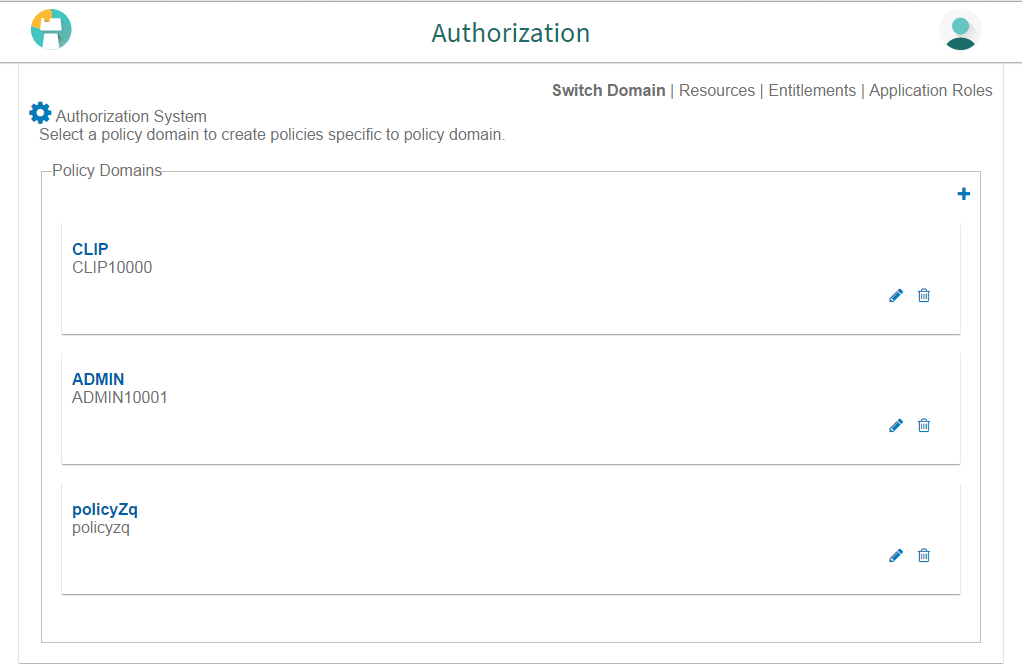 Authorization
Switch Domain | Resources | Entitlements | Application Roles
Authorization System
Select a policy domain to create policies specific to policy domain.
Policy Domains
CLIP
CLIP10000
ADMIN
ADMIN10001
policyZq
policyzq